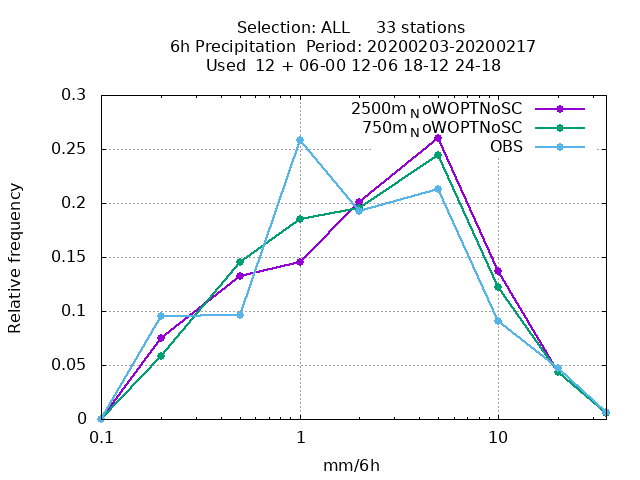 Selection: ALL 33 stations
6h Precipitation Period: 20200203-20200217
Used 12 + 06-00 12-06 18-12 24-18
2500mNoWOPTNoSC
750mNoWOPTNoSC
OBS
Relative frequency
0.3
0.25
0.2
0.15
0.1
0.05
0
0.1 1 10
mm/6h